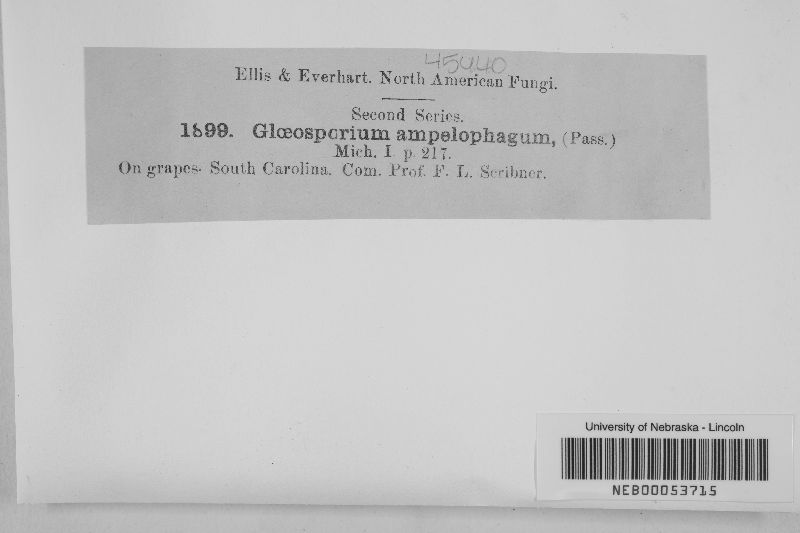 45440
Ellis & Everhart. North American Fungi.
Second Series.
1899. Glœosporium ampelophagum, (Pass.)
Mich. I. p. 217.
On grapes. South Carolina. Com. Prof. F. L. Scribner.
University of Nebraska - Lincoln
NEB00053715